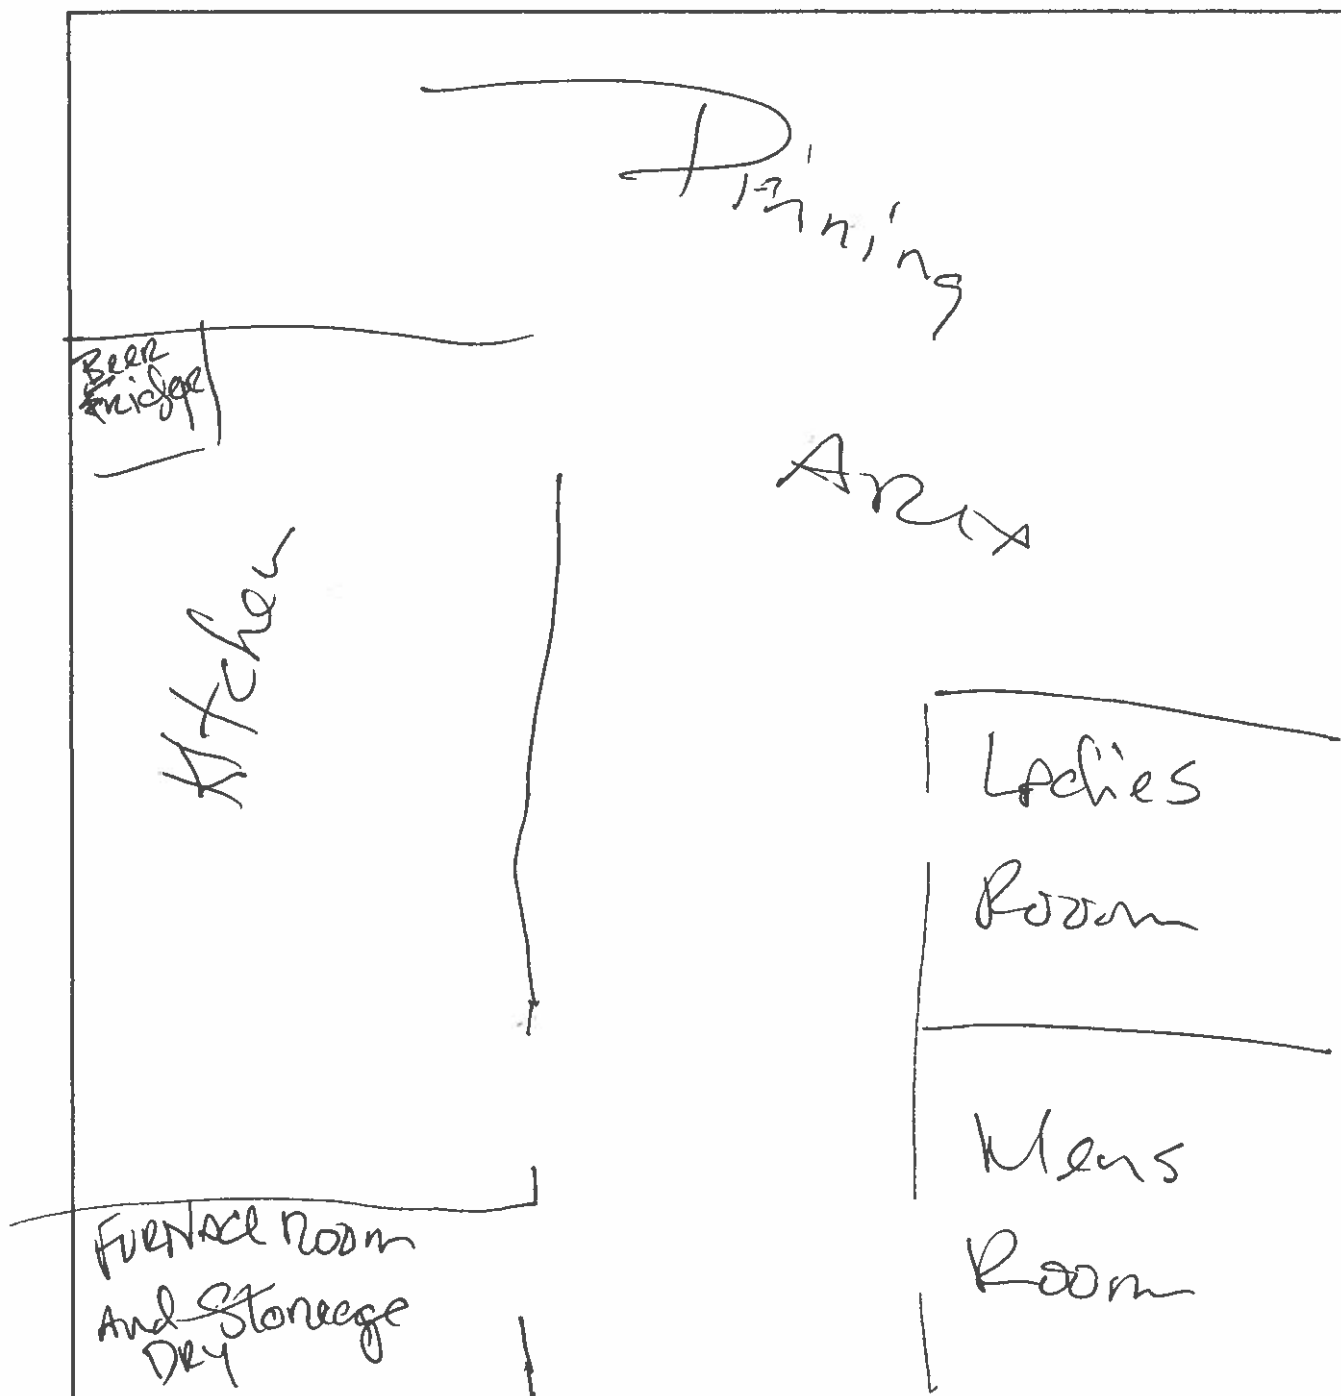 Dining
Area
Beer
Fridge
Kitchen
Ladies
Room
Mens
Room
FURNACE Room
And Storeage
DRY